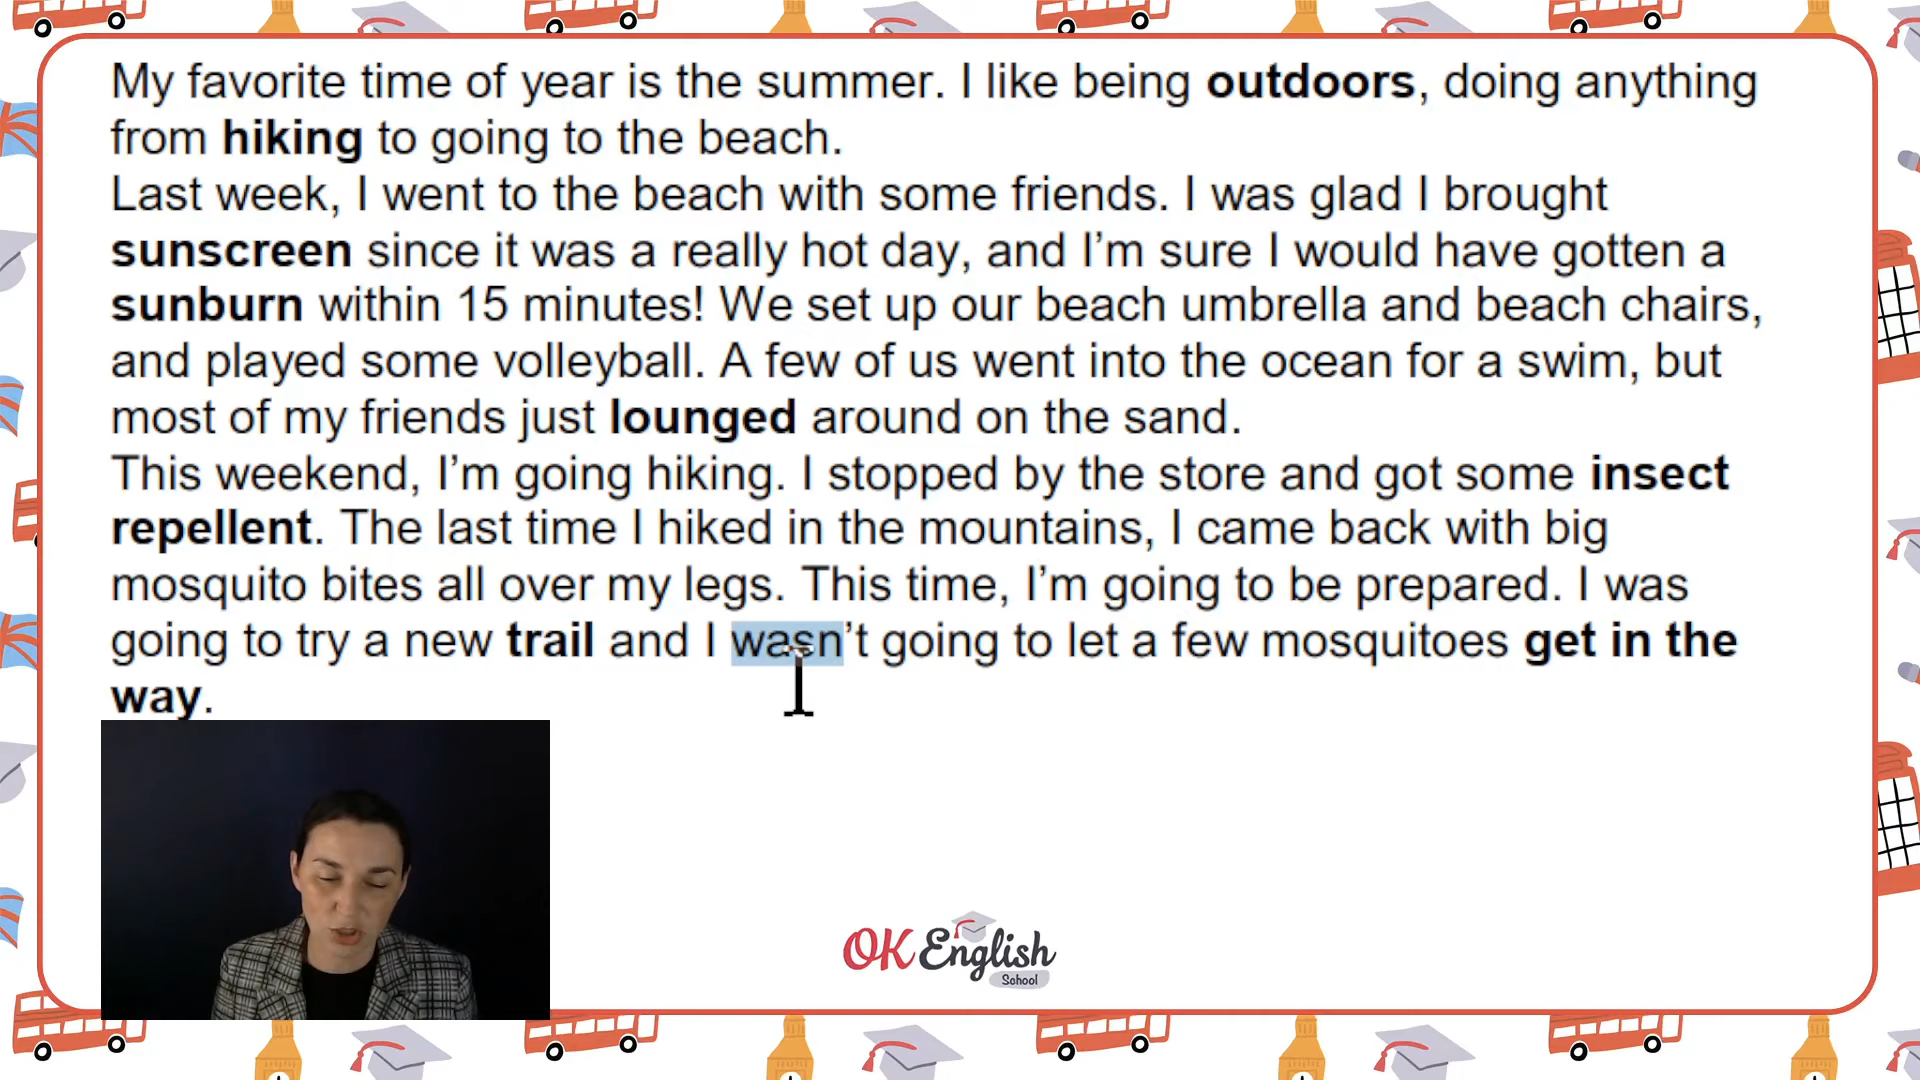 My favorite time of year is the summer. I like being outdoors, doing anything
from hiking to going to the beach.
Last week, I went to the beach with some friends. I was glad I brought
sunscreen since it was a really hot day, and I’m sure I would have gotten a
sunburn within 15 minutes! We set up our beach umbrella and beach chairs,
and played some volleyball. A few of us went into the ocean for a swim, but
most of my friends just lounged around on the sand.
This weekend, I’m going hiking. I stopped by the store and got some insect
repellent. The last time I hiked in the mountains, I came back with big
mosquito bites all over my legs. This time, I’m going to be prepared. I was
going to try a new trail and I wasn’t going to let a few mosquitoes get in the
way.
OK English
School